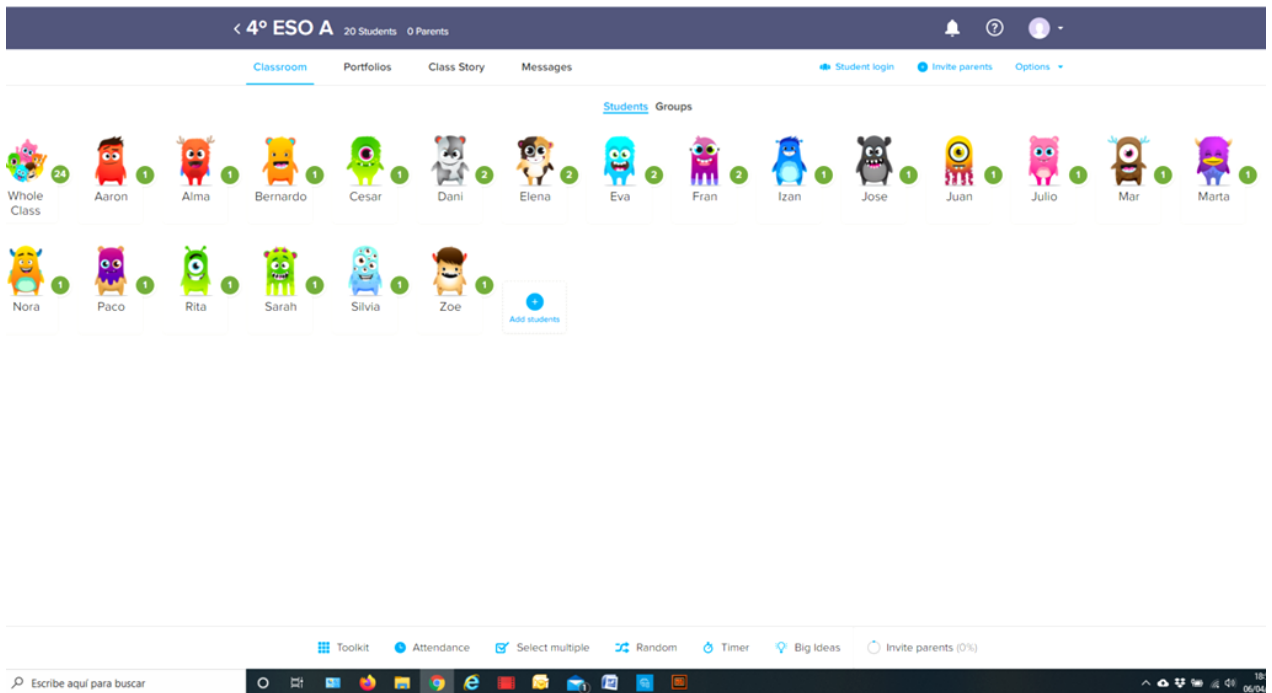 < 4º ESO A 20 Students 0 Parents
Classroom Portfolios Class Story Messages Student login Invite parents Options
Students Groups
24 1 1 1 1 2 2 2 2 1 1 1 1 1 1
Whole Class Aaron Alma Bernardo Cesar Dani Elena Eva Fran Izan Jose Juan Julio Mar Marta
1 1 1 1 1 1
Nora Paco Rita Sarah Silvia Zoe Add students
Toolkit Attendance Select multiple Random Timer Big Ideas Invite parents (0%)
Escribe aquí para buscar